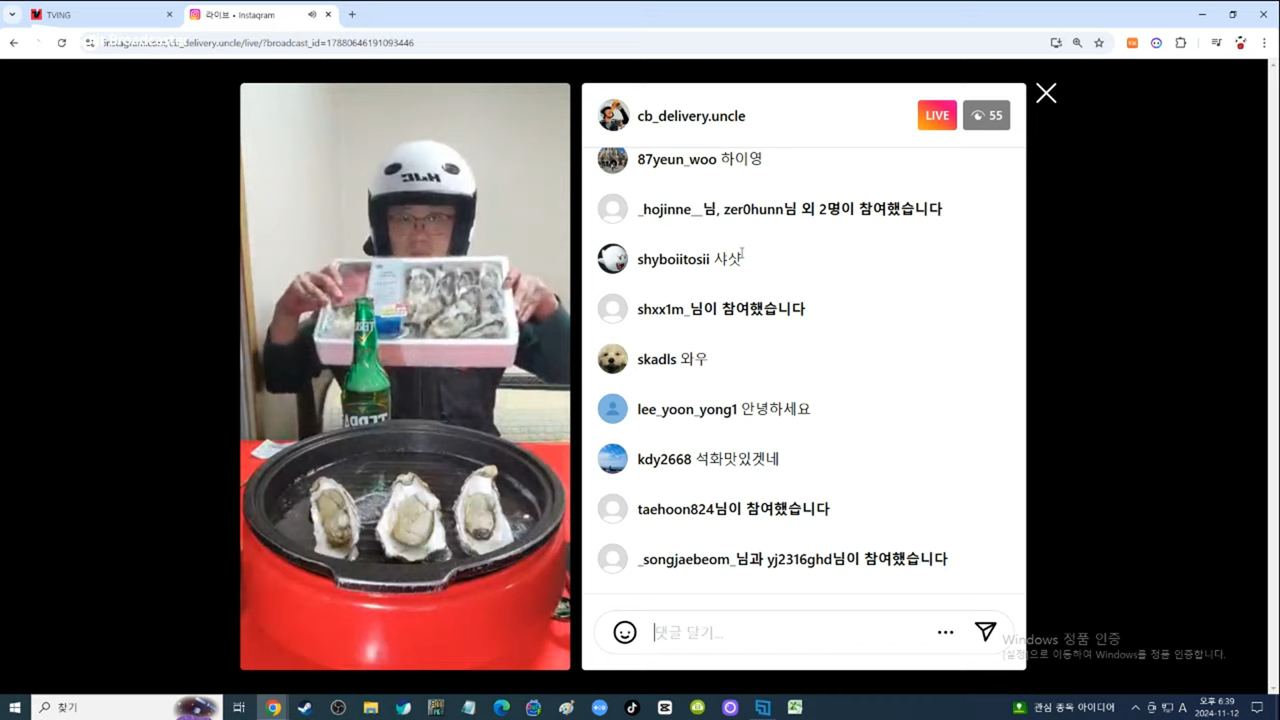 TVING
라이브 • Instagram
delivery.uncle/live/?broadcast_id=17880646191093446
cb_delivery.uncle
LIVE
55
87yeun_woo 하이영
_hojinne__님, zer0hunn님 외 2명이 참여했습니다
shyboiitosii 샤샷
shxx1m_님이 참여했습니다
skadls 와우
lee_yoon_yong1 안녕하세요
kdy2668 석화맛있겟네
taehoon824님이 참여했습니다
_songjaebeom_님과 yj2316ghd님이 참여했습니다
댓글 달기...
Windows 정품 인증
[설정]으로 이동하여 Windows를 정품 인증합니다.
찾기
관심 종목 아이디어
A
오후 6:39
2024-11-12